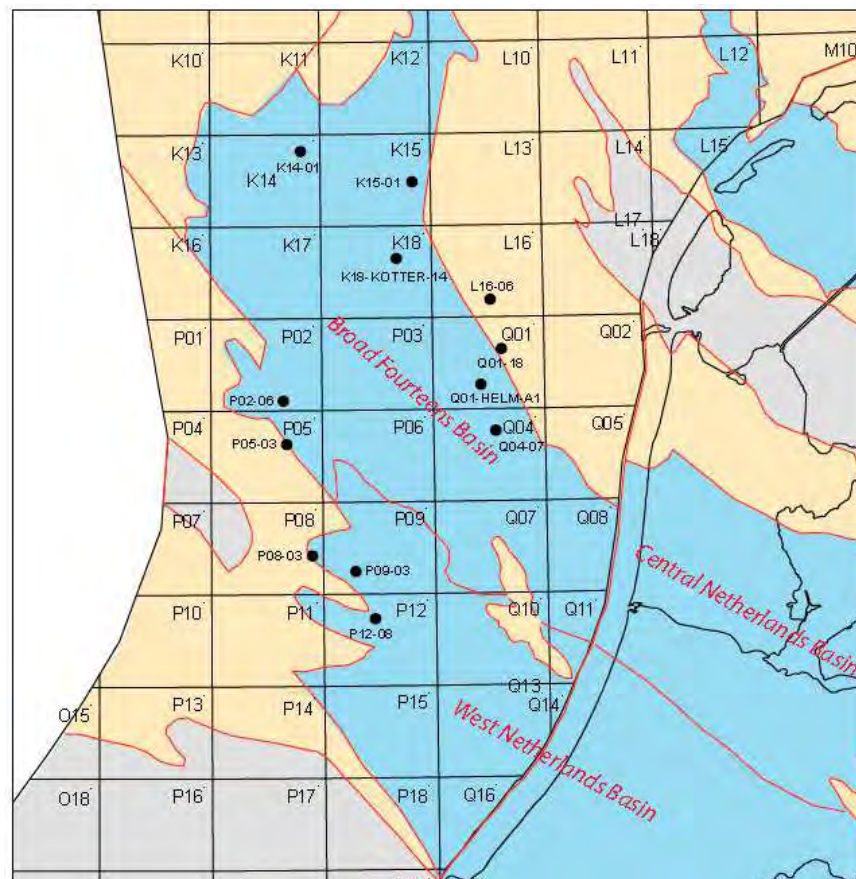 K10
K11
K12
L10
L11
L12
M10
K13
K14-01
K14
K15
K15-01
L13
L14
L15
K16
K17
K18
K18-KOTTER-14
L16
L16-06
L17
L18
P01
P02
P03
Q01
Q01-18
Q02
Broad Fourteens Basin
P02-06
Q01-HELM-A1
P04
P05
P05-03
P06
Q04
Q04-07
Q05
P07
P08
P08-03
P09
P09-03
Q07
Q08
Central Netherlands Basin
P10
P11
P12
P12-08
Q10
Q11
O15
P13
P14
P15
Q13
Q14
West Netherlands Basin
O18
P16
P17
P18
Q16